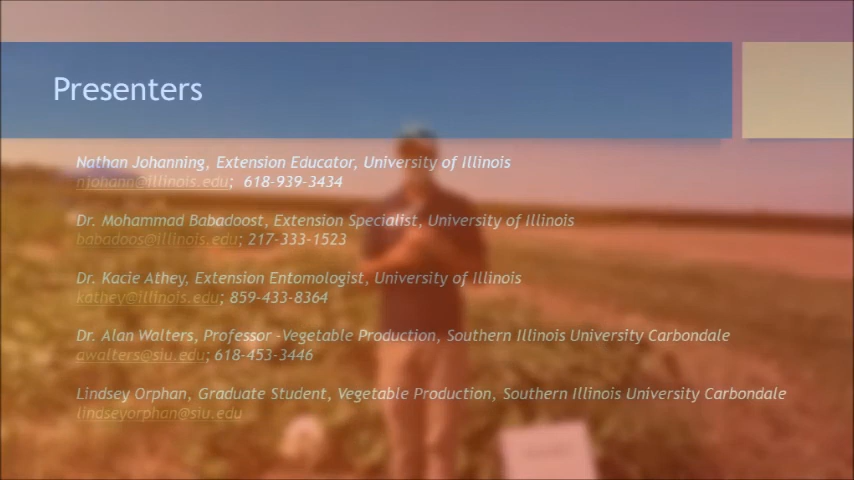 Presenters
Nathan Johanning, Extension Educator, University of Illinois
njohann@illinois.edu; 618-939-3434
Dr. Mohammad Babadoost, Extension Specialist, University of Illinois
babadoos@illinois.edu; 217-333-1523
Dr. Kacie Athey, Extension Entomologist, University of Illinois
kathey@illinois.edu; 859-433-8364
Dr. Alan Walters, Professor -Vegetable Production, Southern Illinois University Carbondale
awalters@siu.edu; 618-453-3446
Lindsey Orphan, Graduate Student, Vegetable Production, Southern Illinois University Carbondale
lindseyorphan@siu.edu